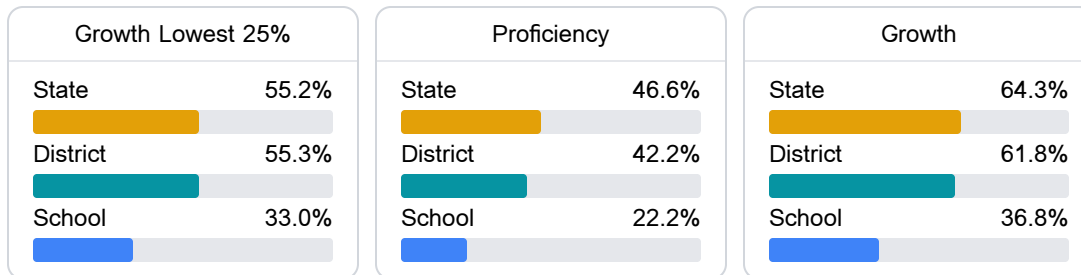 Growth Lowest 25%
State 55.2%
District 55.3%
School 33.0%
Proficiency
State 46.6%
District 42.2%
School 22.2%
Growth
State 64.3%
District 61.8%
School 36.8%